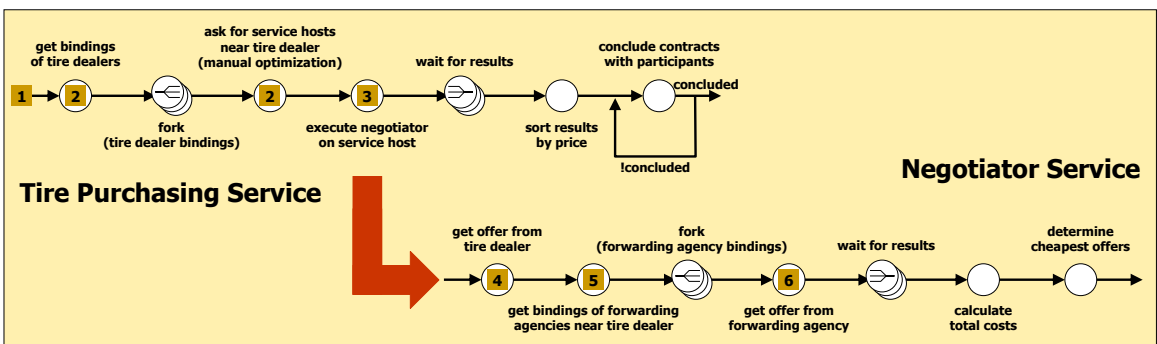 get bindings
of tire dealers
ask for service hosts
near tire dealer
(manual optimization)
wait for results
conclude contracts
with participants
concluded
1
2
2
3
fork
(tire dealer bindings)
execute negotiator
on service host
sort results
by price
!concluded
Tire Purchasing Service
Negotiator Service
get offer from
tire dealer
fork
(forwarding agency bindings)
wait for results
determine
cheapest offers
4
5
6
get bindings of forwarding
agencies near tire dealer
get offer from
forwarding agency
calculate
total costs